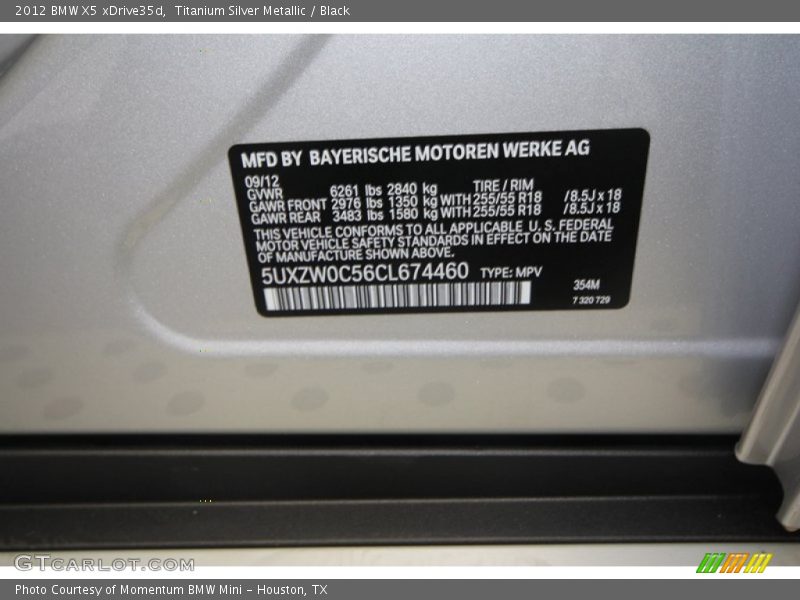 2012 BMW X5 xDrive35d, Titanium Silver Metallic / Black
MFD BY BAYERISCHE MOTOREN WERKE AG
09/12
GVWR 6261 lbs 2840 kg TIRE / RIM
GAWR FRONT 2976 lbs 1350 kg WITH 255/55 R18 / 8.5J x 18
GAWR REAR 3483 lbs 1580 kg WITH 255/55 R18 / 8.5J x 18
THIS VEHICLE CONFORMS TO ALL APPLICABLE U. S. FEDERAL
MOTOR VEHICLE SAFETY STANDARDS IN EFFECT ON THE DATE
OF MANUFACTURE SHOWN ABOVE.
5UXZW0C56CL674460 TYPE: MPV
354M
7 320 729
GTCARLOT.COM
Photo Courtesy of Momentum BMW Mini – Houston, TX